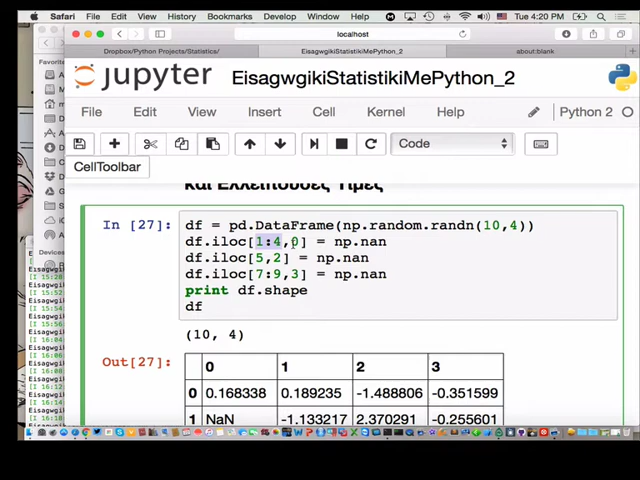 Safari File Edit View History Bookmarks Develop Window Help Tue 4:20 PM
localhost
Dropbox/Python Projects/Statistics/ EisagwgikiStatistikiMePython_2 about:blank
Favorites
jupyter EisagwgikiStatistikiMePython_2
File Edit View Insert Cell Kernel Help Python 2
Code
CellToolbar
και Ελλείπουσες Τιμές
In [27]: df = pd.DataFrame(np.random.randn(10,4))
df.iloc[1:4,0] = np.nan
df.iloc[5,2] = np.nan
df.iloc[7:9,3] = np.nan
print df.shape
df
(10, 4)
Out[27]:
0 1 2 3
0 0.168338 0.189235 -1.488806 -0.351599
1 NaN -1.133217 2.370291 -0.255601